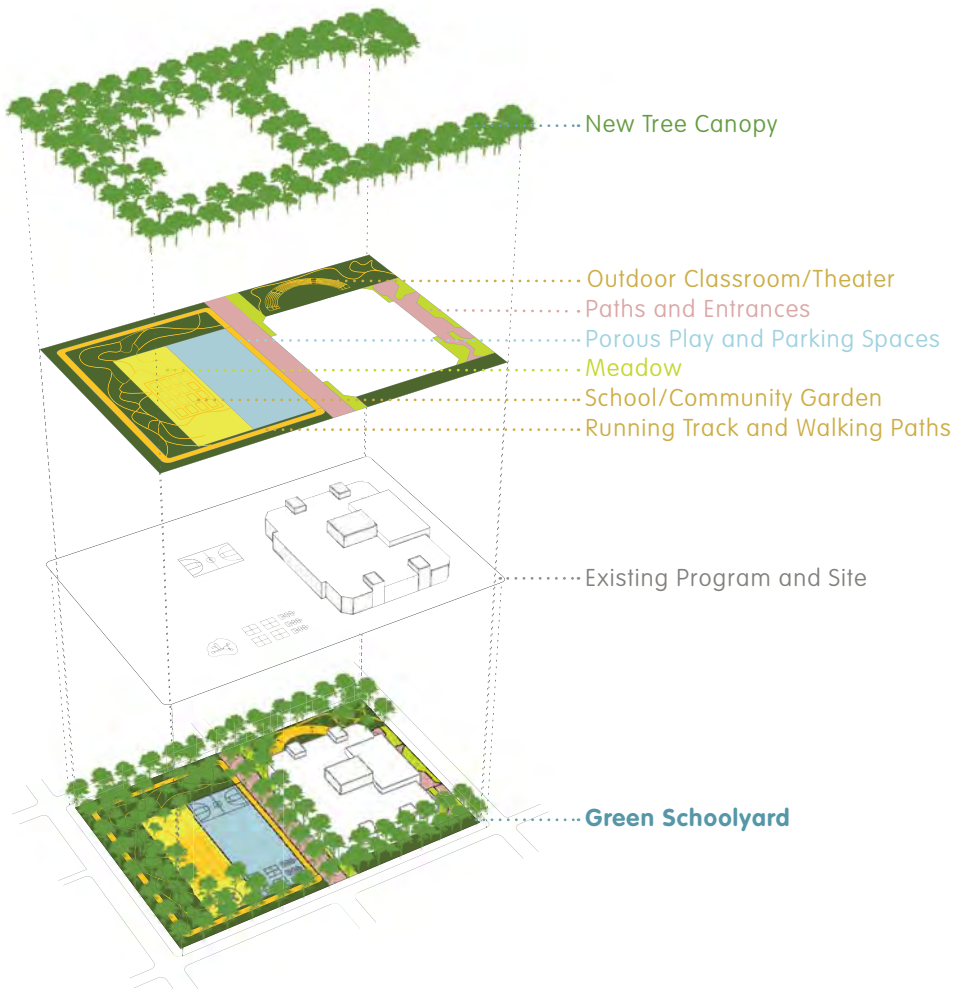 New Tree Canopy
Outdoor Classroom/Theater
Paths and Entrances
Porous Play and Parking Spaces
Meadow
School/Community Garden
Running Track and Walking Paths
Existing Program and Site
Green Schoolyard